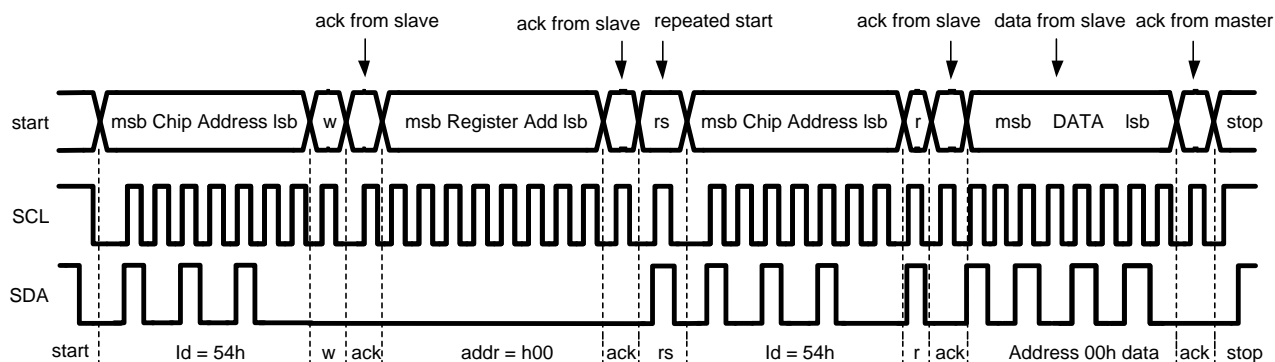 ack from slave ack from slave repeated start ack from slave data from slave ack from master
start msb Chip Address lsb w msb Register Add lsb rs msb Chip Address lsb r msb DATA lsb stop
SCL
SDA
start Id = 54h w ack addr = h00 ack rs Id = 54h r ack Address 00h data ack stop